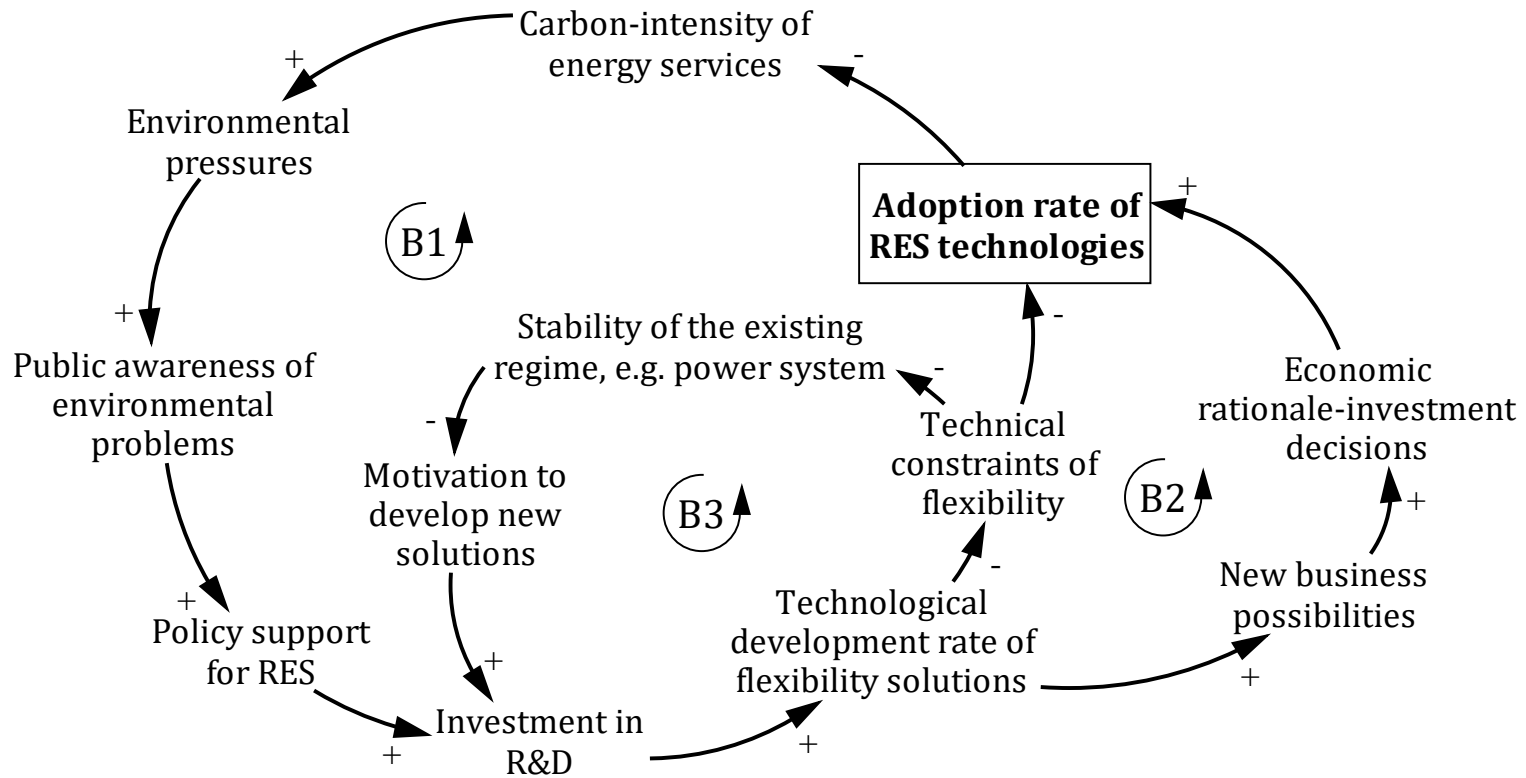 Carbon-intensity of
energy services
+
-
Environmental
pressures
Adoption rate of
RES technologies
+
B1
+
-
Stability of the existing
regime, e.g. power system
-
Public awareness of
environmental
problems
Economic
rationale-investment
decisions
-
Technical
constraints of
flexibility
Motivation to
develop new
solutions
B3
B2
+
-
New business
possibilities
+
Policy support
for RES
Technological
development rate of
flexibility solutions
+
+
Investment in
R&D
+
+